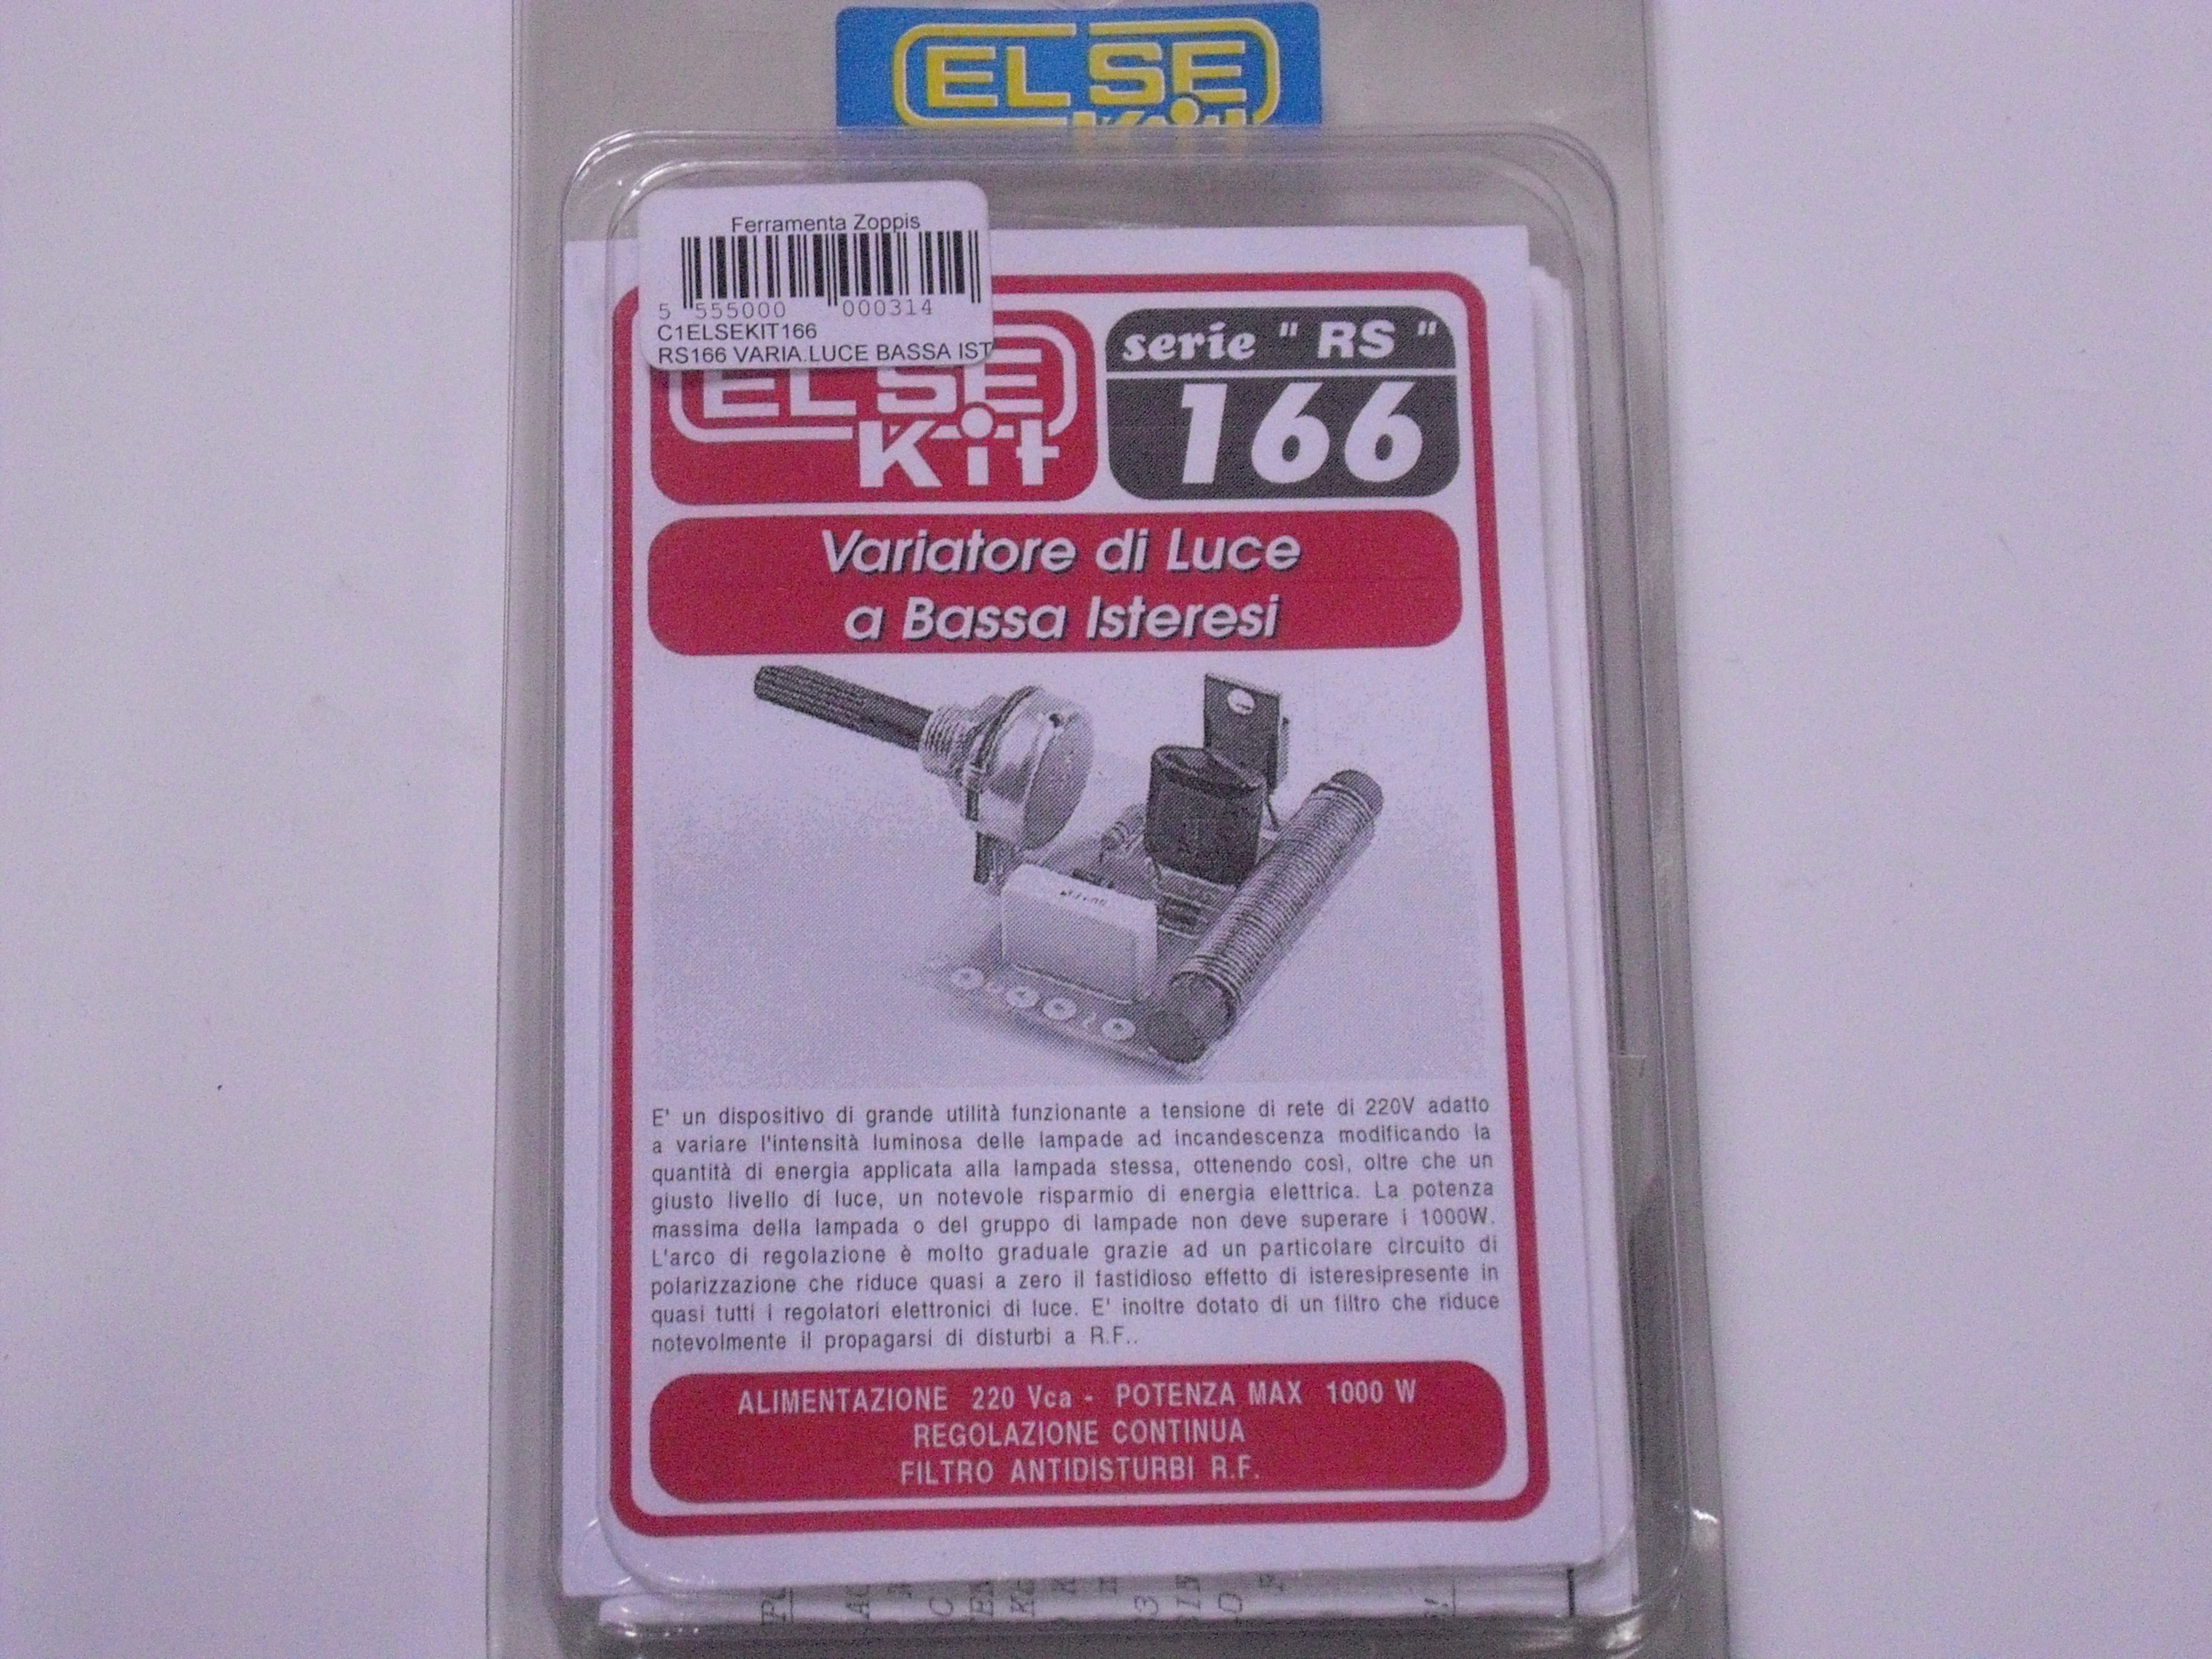 EL SE
Kit
Ferramenta Zoppis
5 555000 000314
C1ELSEKIT166
RS166 VARIA.LUCE BASSA IST
EL SE
Kit
serie " RS "
166
Variatore di Luce
a Bassa Isteresi
E' un dispositivo di grande utilità funzionante a tensione di rete di 220V adatto
a variare l'intensità luminosa delle lampade ad incandescenza modificando la
quantità di energia applicata alla lampada stessa, ottenendo così, oltre che un
giusto livello di luce, un notevole risparmio di energia elettrica. La potenza
massima della lampada o del gruppo di lampade non deve superare i 1000W.
L'arco di regolazione è molto graduale grazie ad un particolare circuito di
polarizzazione che riduce quasi a zero il fastidioso effetto di isteresipresente in
quasi tutti i regolatori elettronici di luce. E' inoltre dotato di un filtro che riduce
notevolmente il propagarsi di disturbi a R.F..
ALIMENTAZIONE 220 Vca - POTENZA MAX 1000 W
REGOLAZIONE CONTINUA
FILTRO ANTIDISTURBI R.F.